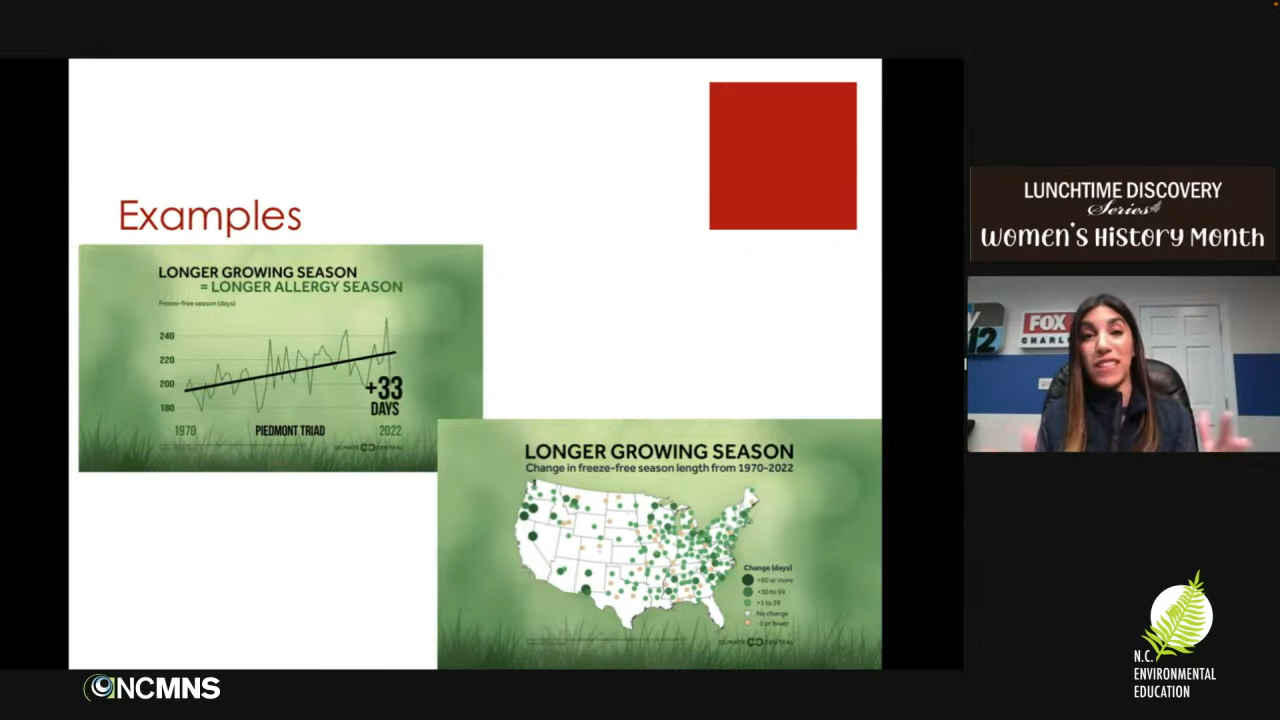 Examples
LONGER GROWING SEASON
= LONGER ALLERGY SEASON
Freeze-free season (days)
240
220
200
180
+33
DAYS
1970
PIEDMONT TRIAD
2022
CLIMATE CENTRAL
LONGER GROWING SEASON
Change in freeze-free season length from 1970-2022
Change (days)
+60 or more
+30 to 59
+1 to 29
No change
-1 or fewer
CLIMATE CENTRAL
LUNCHTIME DISCOVERY
Series
Women's History Month
12
FOX
CHARL
NCMNS
N.C.
ENVIRONMENTAL
EDUCATION